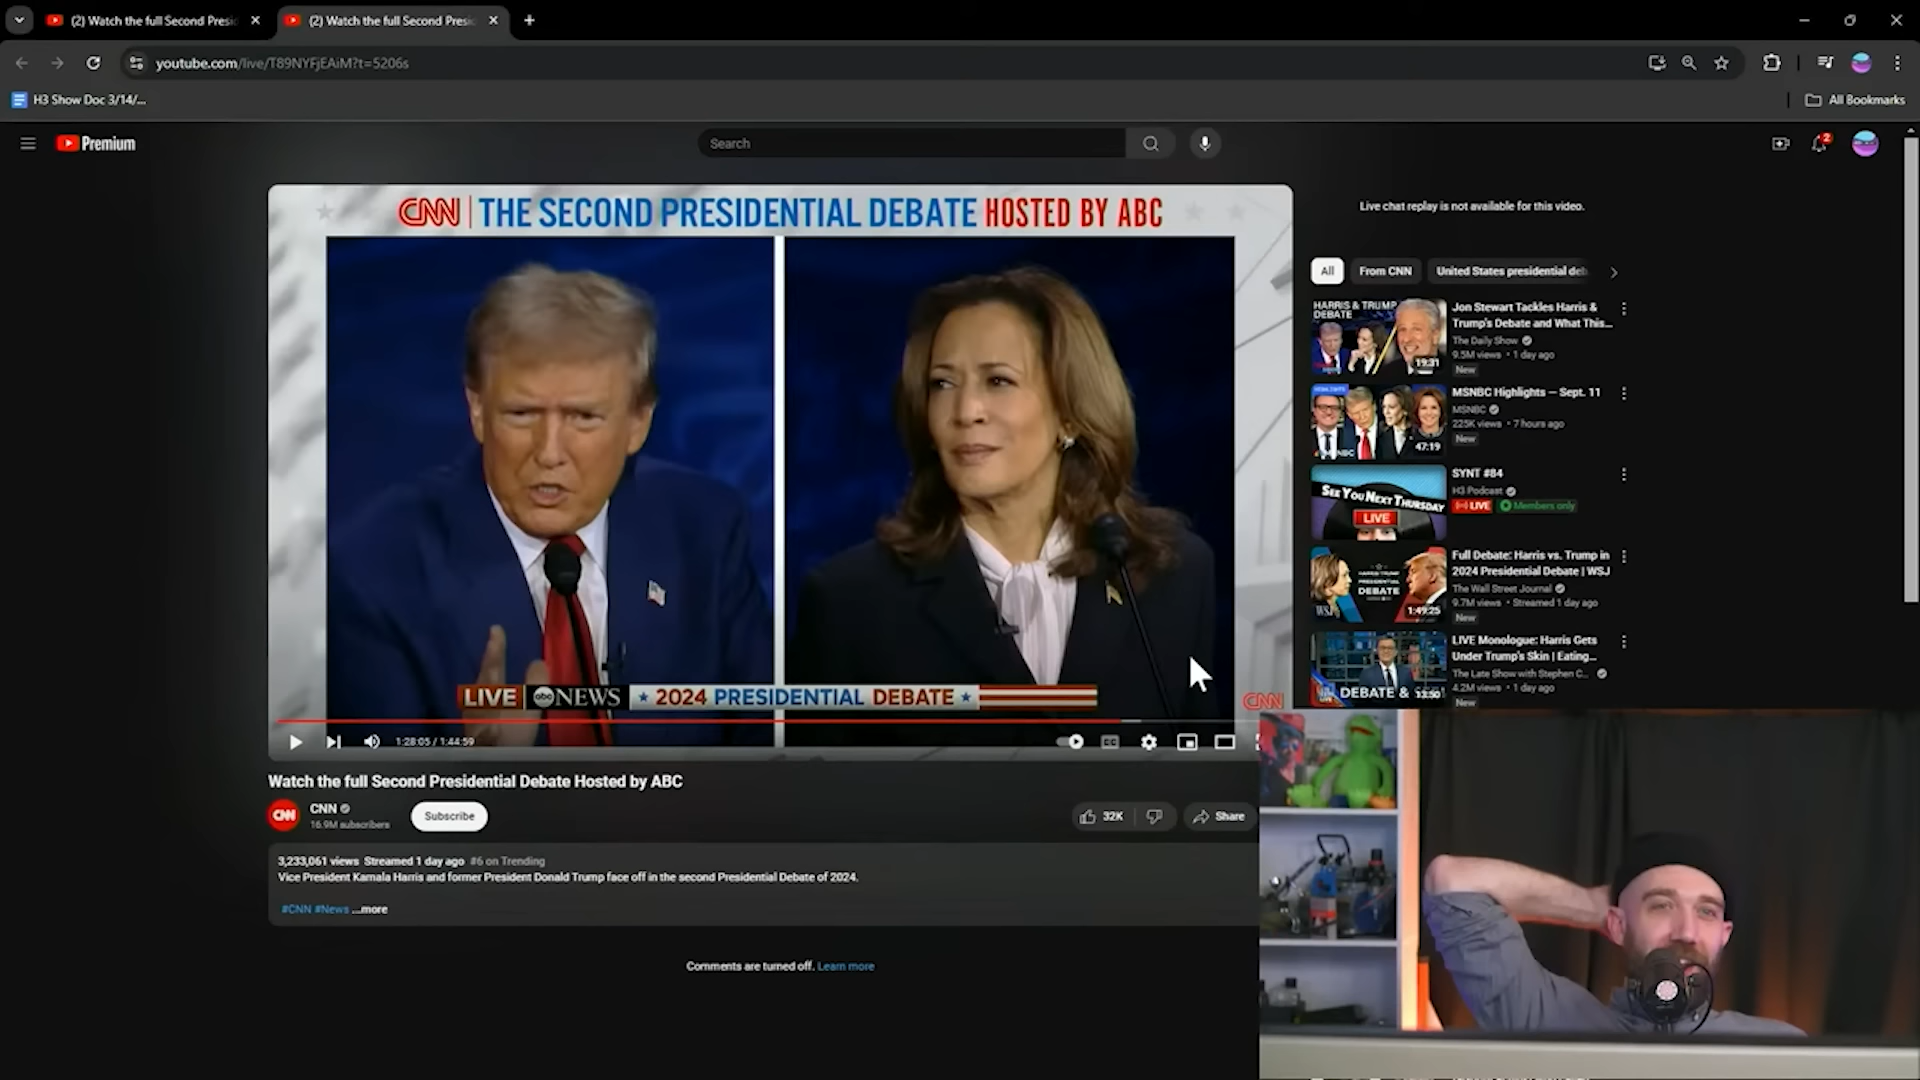 (2) Watch the full Second Presi
(2) Watch the full Second Presi
youtube.com/live/T89NYFjEAiM?t=5206s
H3 Show Doc 3/14/...
All Bookmarks
Premium
Search
2
CNN | THE SECOND PRESIDENTIAL DEBATE HOSTED BY ABC
LIVE abc NEWS 2024 PRESIDENTIAL DEBATE
CNN
1:28:05 / 1:44:59
CC
Watch the full Second Presidential Debate Hosted by ABC
CNN
CNN
16.9M subscribers
Subscribe
32K
Share
3,233,061 views Streamed 1 day ago #6 on Trending
Vice President Kamala Harris and former President Donald Trump face off in the second Presidential Debate of 2024.
#CNN #News ...more
Comments are turned off. Learn more
Live chat replay is not available for this video.
All
From CNN
United States presidential deb
HARRIS & TRUMP
DEBATE
19:31
Jon Stewart Tackles Harris &
Trump's Debate and What This...
The Daily Show
9.5M views • 1 day ago
New
47:19
MSNBC Highlights — Sept. 11
MSNBC
225K views • 7 hours ago
New
SEE YOU NEXT THURSDAY
LIVE
SYNT #84
H3 Podcast
LIVE Members only
PRESIDENTIAL
DEBATE
WSJ
1:49:25
Full Debate: Harris vs. Trump in
2024 Presidential Debate | WSJ
The Wall Street Journal
9.7M views • Streamed 1 day ago
New
DEBATE &
13:50
LIVE Monologue: Harris Gets
Under Trump's Skin | Eating...
The Late Show with Stephen C...
4.2M views • 1 day ago
New